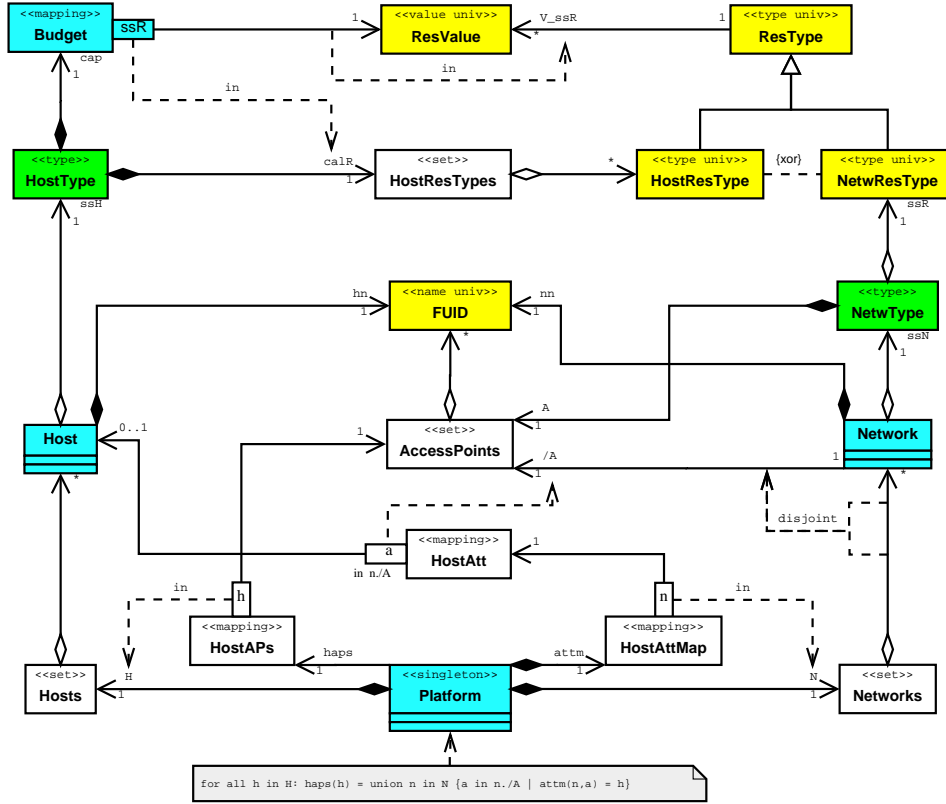 <<mapping>>
Budget
ssR
cap
1
1
<<value univ>>
ResValue
V_ssR
*
1
<<type univ>>
ResType
in
in
<<type>>
HostType
ssH
1
calR
1
<<set>>
HostResTypes
*
<<type univ>>
HostResType
{xor}
<<type univ>>
NetwResType
ssR
1
hn
1
<<name univ>>
FUID
*
nn
1
<<type>>
NetwType
ssN
1
Host
*
0..1
1
<<set>>
AccessPoints
A
1
/A
1
1
Network
*
disjoint
a
in n./A
<<mapping>>
HostAtt
1
in
h
n
in
<<mapping>>
HostAPs
<<mapping>>
HostAttMap
haps
1
attm
1
<<set>>
Hosts
H
1
<<singleton>>
Platform
N
1
<<set>>
Networks
for all h in H: haps(h) = union n in N {a in n./A | attm(n,a) = h}